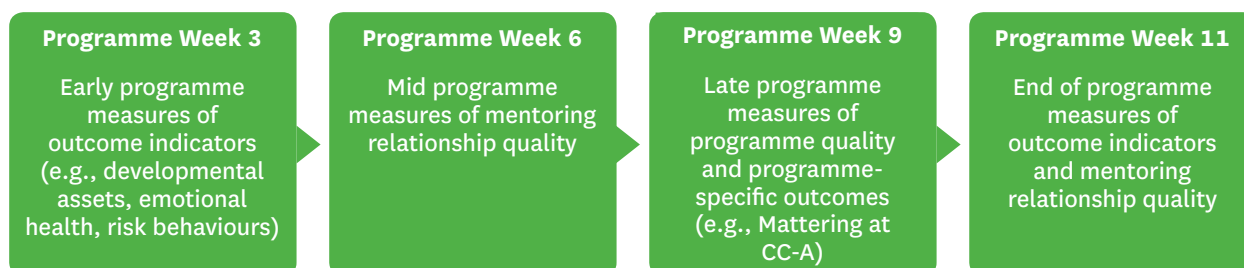 Programme Week 3
Early programme
measures of
outcome indicators
(e.g., developmental
assets, emotional
health, risk behaviours)
Programme Week 6
Mid programme
measures of mentoring
relationship quality
Programme Week 9
Late programme
measures of
programme quality
and programme-
specific outcomes
(e.g., Mattering at
CC-A)
Programme Week 11
End of programme
measures of
outcome indicators
and mentoring
relationship quality